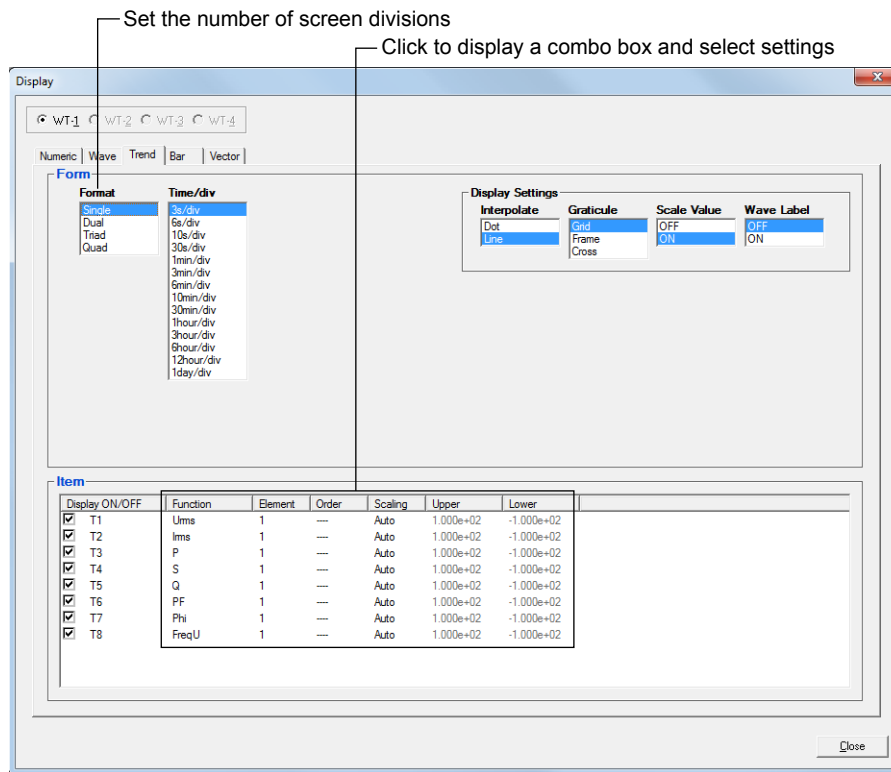 Set the number of screen divisions
Click to display a combo box and select settings
Display
WT-1 WT-2 WT-3 WT-4
Numeric Wave Trend Bar Vector
Form
Format
Single
Dual
Triad
Quad
Time/div
3s/div
6s/div
10s/div
30s/div
1min/div
3min/div
6min/div
10min/div
30min/div
1hour/div
3hour/div
6hour/div
12hour/div
1day/div
Display Settings
Interpolate
Dot
Line
Graticule
Grid
Frame
Cross
Scale Value
OFF
ON
Wave Label
OFF
ON
Item
Display ON/OFF Function Element Order Scaling Upper Lower
T1 Urms 1 ---- Auto 1.000e+02 -1.000e+02
T2 Irms 1 ---- Auto 1.000e+02 -1.000e+02
T3 P 1 ---- Auto 1.000e+02 -1.000e+02
T4 S 1 ---- Auto 1.000e+02 -1.000e+02
T5 Q 1 ---- Auto 1.000e+02 -1.000e+02
T6 PF 1 ---- Auto 1.000e+02 -1.000e+02
T7 Phi 1 ---- Auto 1.000e+02 -1.000e+02
T8 FreqU 1 ---- Auto 1.000e+02 -1.000e+02
Close